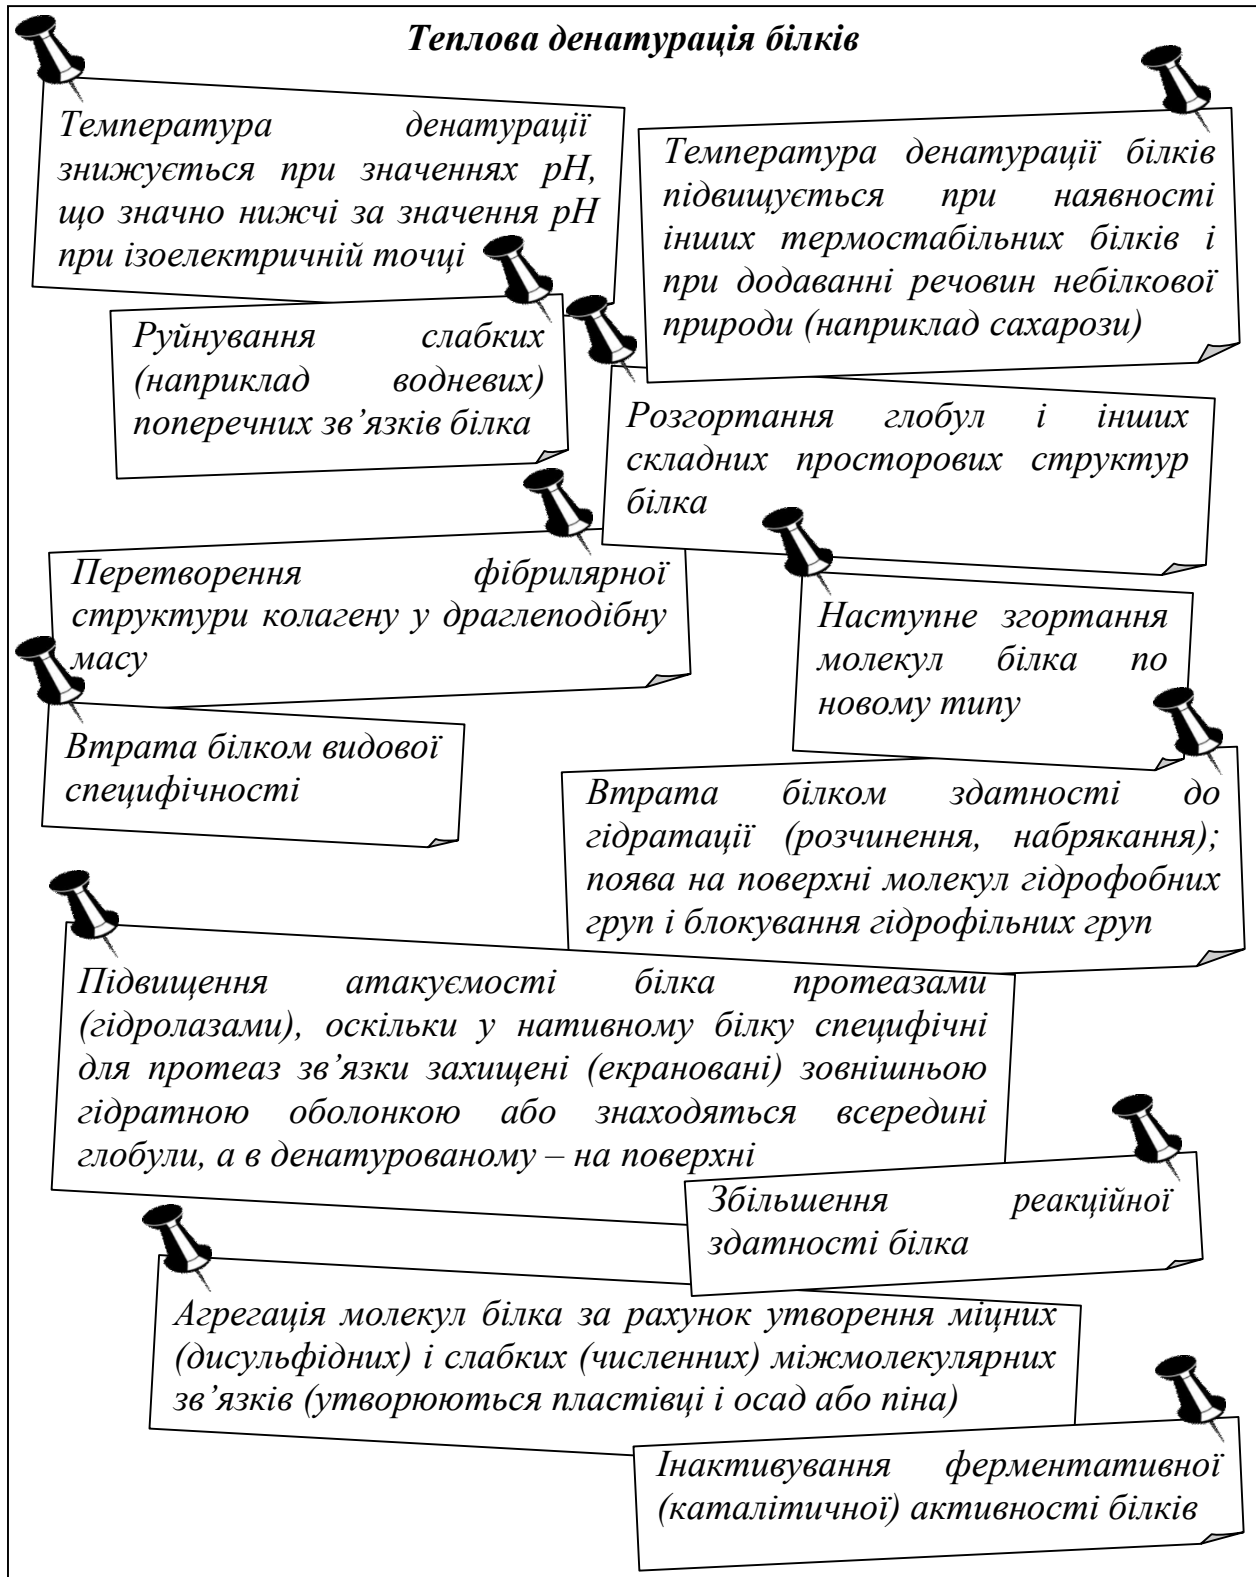 Теплова денатурація білків
Температура денатурації
знижується при значеннях рН,
що значно нижчі за значення рН
при ізоелектричній точці
Температура денатурації білків
підвищується при наявності
інших термостабільних білків і
при додаванні речовин небілкової
природи (наприклад сахарози)
Руйнування слабких
(наприклад водневих)
поперечних зв’язків білка
Розгортання глобул і інших
складних просторових структур
білка
Перетворення фібрилярної
структури колагену у драглеподібну
масу
Наступне згортання
молекул білка по
новому типу
Втрата білком видової
специфічності
Втрата білком здатності до
гідратації (розчинення, набрякання);
поява на поверхні молекул гідрофобних
груп і блокування гідрофільних груп
Підвищення атакуємості білка протеазами
(гідролазами), оскільки у нативному білку специфічні
для протеаз зв’язки захищені (екрановані) зовнішньою
гідратною оболонкою або знаходяться всередині
глобули, а в денатурованому – на поверхні
Збільшення реакційної
здатності білка
Агрегація молекул білка за рахунок утворення міцних
(дисульфідних) і слабких (численних) міжмолекулярних
зв’язків (утворюються пластівці і осад або піна)
Інактивування ферментативної
(каталітичної) активності білків